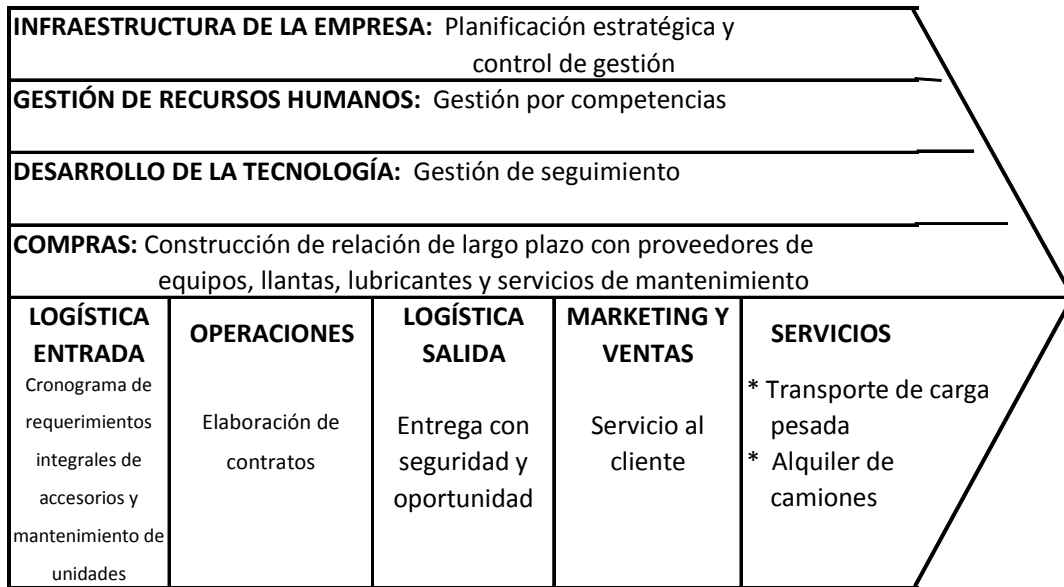 INFRAESTRUCTURA DE LA EMPRESA: Planificación estratégica y
control de gestión
GESTIÓN DE RECURSOS HUMANOS: Gestión por competencias
DESARROLLO DE LA TECNOLOGÍA: Gestión de seguimiento
COMPRAS: Construcción de relación de largo plazo con proveedores de
equipos, llantas, lubricantes y servicios de mantenimiento
LOGÍSTICA
ENTRADA
Cronograma de
requerimientos
integrales de
accesorios y
mantenimiento de
unidades
OPERACIONES
Elaboración de
contratos
LOGÍSTICA
SALIDA
Entrega con
seguridad y
oportunidad
MARKETING Y
VENTAS
Servicio al
cliente
SERVICIOS
* Transporte de carga
pesada
* Alquiler de
camiones